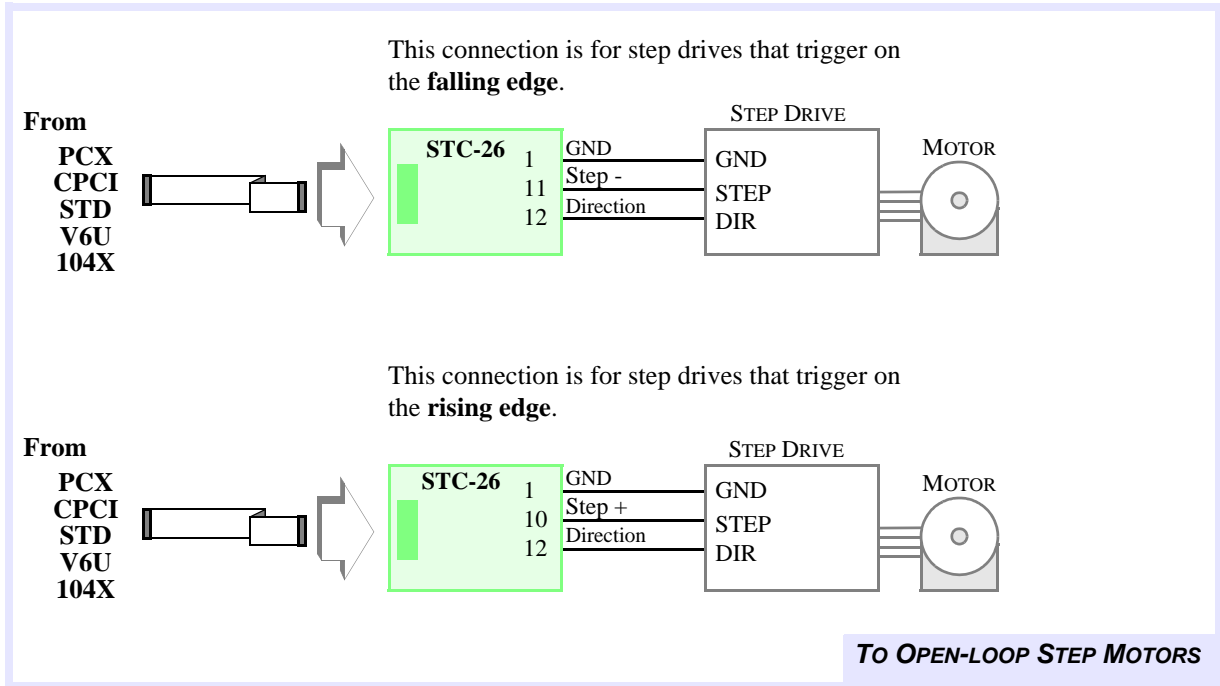 This connection is for step drives that trigger on
the falling edge.
From
PCX
CPCI
STD
V6U
104X
STC-26
1
11
12
GND
Step -
Direction
STEP DRIVE
GND
STEP
DIR
MOTOR
This connection is for step drives that trigger on
the rising edge.
From
PCX
CPCI
STD
V6U
104X
STC-26
1
10
12
GND
Step +
Direction
STEP DRIVE
GND
STEP
DIR
MOTOR
TO OPEN-LOOP STEP MOTORS